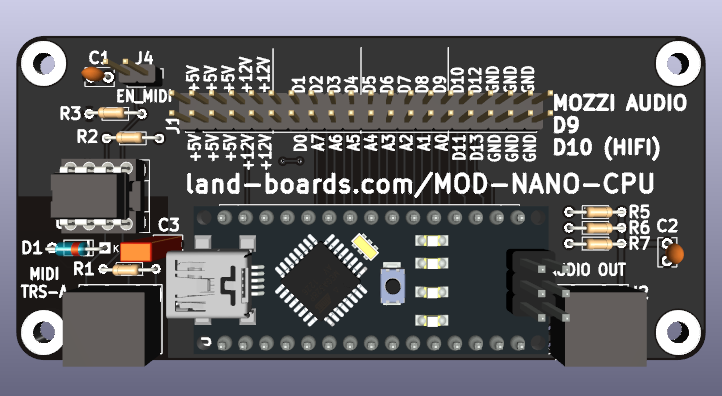 C1
J4
+5V
+5V
+5V
+12V
+12V
D1
D2
D3
D4
D5
D6
D7
D8
D9
D10
D12
GND
GND
GND
EN_MIDI
R3
R2
J1
MOZZI AUDIO
D9
D10 (HIFI)
+5V
+5V
+5V
+12V
+12V
D0
A7
A6
A5
A4
A3
A2
A1
A0
D11
D13
GND
GND
GND
land-boards.com/MOD-NANO-CPU
C3
R5
R6
R7
C2
D1
K
R1
MIDI
TRS-A